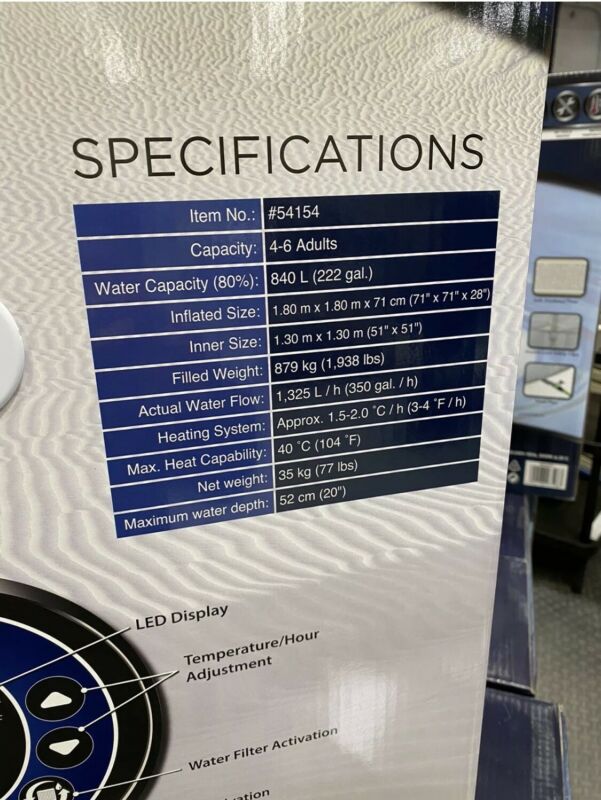 SPECIFICATIONS
Item No.: #54154
Capacity: 4-6 Adults
Water Capacity (80%): 840 L (222 gal.)
Inflated Size: 1.80 m x 1.80 m x 71 cm (71" x 71" x 28")
Inner Size: 1.30 m x 1.30 m (51" x 51")
Filled Weight: 879 kg (1,938 lbs)
Actual Water Flow: 1,325 L / h (350 gal. / h)
Heating System: Approx. 1.5-2.0 ˚C / h (3-4 ˚F / h)
Max. Heat Capability: 40 ˚C (104 ˚F)
Net weight: 35 kg (77 lbs)
Maximum water depth: 52 cm (20")
LED Display
Temperature/Hour
Adjustment
Water Filter Activation